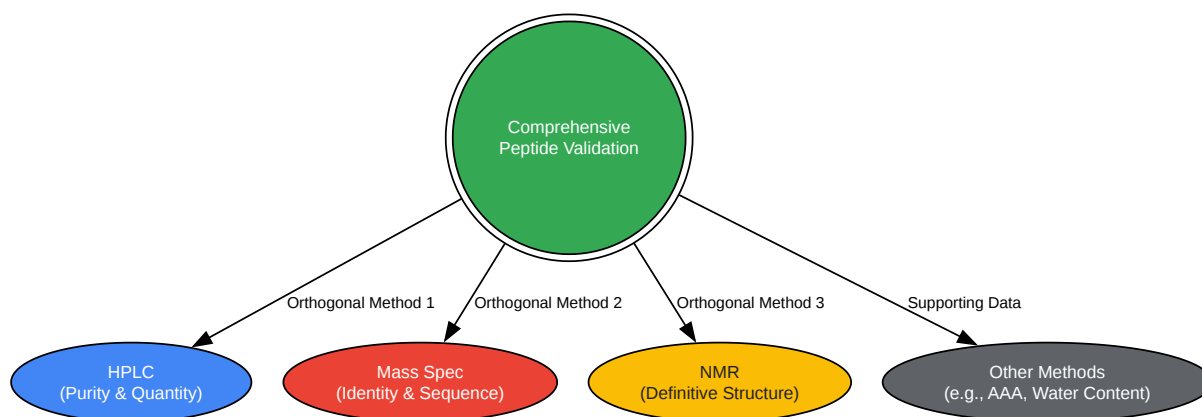 Comprehensive
Peptide Validation
Orthogonal Method 1
Orthogonal Method 2
Orthogonal Method 3
Supporting Data
HPLC
(Purity & Quantity)
Mass Spec
(Identity & Sequence)
NMR
(Definitive Structure)
Other Methods
(e.g., AAA, Water Content)